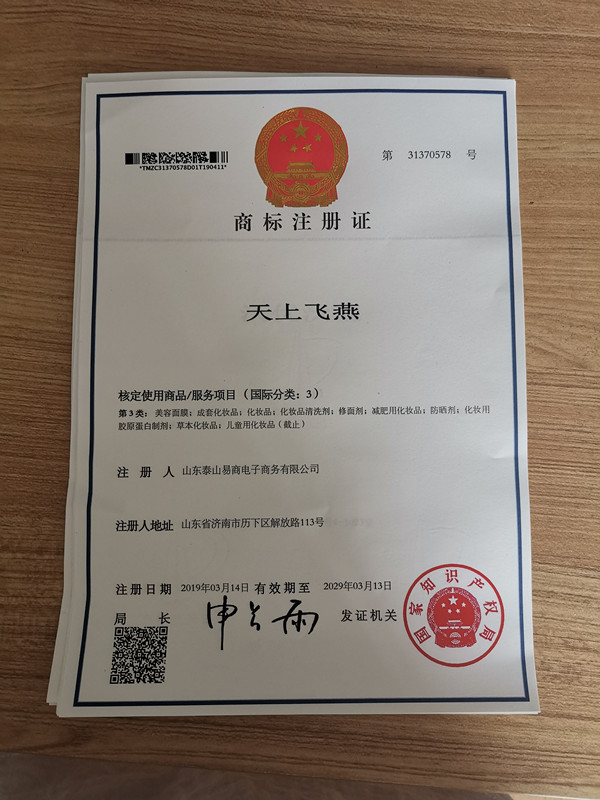 *TMZC31370578D01T190411*
第 31370578 号
商标注册证
天上飞燕
核定使用商品/服务项目（国际分类：3）
第3类：美容面膜；成套化妆品；化妆品；化妆品清洗剂；修面剂；减肥用化妆品；防晒剂；化妆用
胶原蛋白制剂；草本化妆品；儿童用化妆品（截止）
注册人 山东泰山易商电子商务有限公司
注册人地址 山东省济南市历下区解放路113号
注册日期 2019年03月14日 有效期至 2029年03月13日
局长 申长雨 发证机关
国家知识产权局